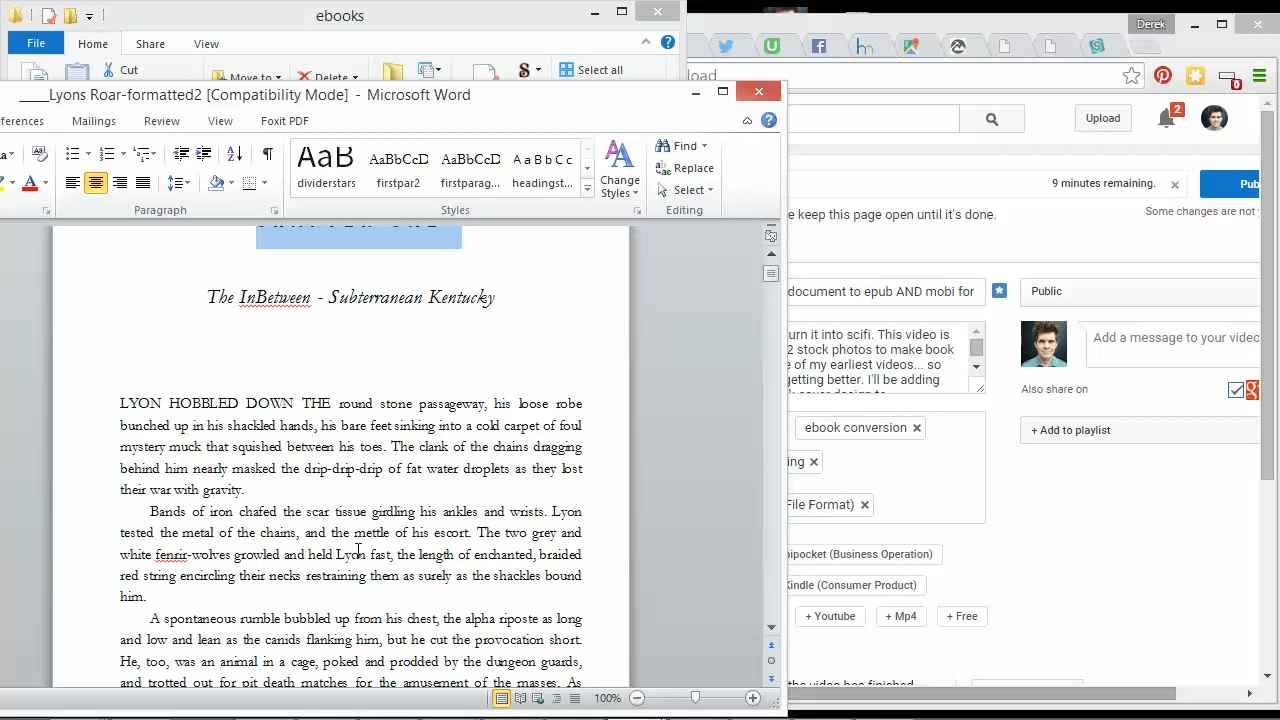 ebooks
Derek
File
Home
Share
View
Cut
Move to
Delete
Select all
load
____Lyons Roar-formatted2 [Compatibility Mode] - Microsoft Word
ferences
Mailings
Review
View
Foxit PDF
AaB
AaBbCcD
AaBbCcD
AaBbCc
dividerstars
firstpar2
firstparag...
headingst...
Change
Styles
Find
Replace
Select
Paragraph
Styles
Editing
Upload
2
0
9 minutes remaining.
Pub
e keep this page open until it's done.
Some changes are not y
The InBetween - Subterranean Kentucky
document to epub AND mobi for
Public
urn it into scifi. This video is
2 stock photos to make book
e of my earliest videos... so
getting better. I'll be adding
Add a message to your video
Also share on
LYON HOBBLED DOWN THE round stone passageway, his loose robe
bunched up in his shackled hands, his bare feet sinking into a cold carpet of foul
mystery muck that squished between his toes. The clank of the chains dragging
behind him nearly masked the drip-drip-drip of fat water droplets as they lost
their war with gravity.
Bands of iron chafed the scar tissue girdling his ankles and wrists. Lyon
tested the metal of the chains, and the mettle of his escort. The two grey and
white fenrir-wolves growled and held Lyon fast, the length of enchanted, braided
red string encircling their necks restraining them as surely as the shackles bound
him.
A spontaneous rumble bubbled up from his chest, the alpha riposte as long
and low and lean as the canids flanking him, but he cut the provocation short.
He, too, was an animal in a cage, poked and prodded by the dungeon guards,
and trotted out for pit death matches for the amusement of the masses. As
ebook conversion
+ Add to playlist
ing
File Format)
bipocket (Business Operation)
Kindle (Consumer Product)
+ Youtube
+ Mp4
+ Free
the video has finished
100%